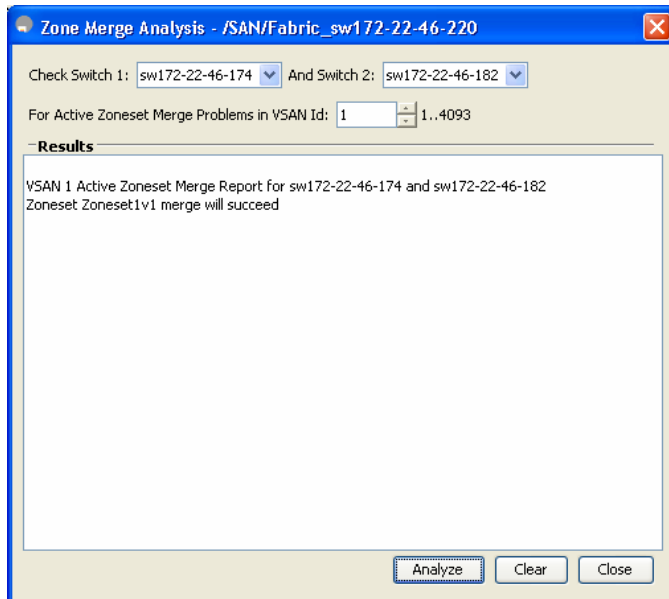 Zone Merge Analysis - /SAN/Fabric_sw172-22-46-220
Check Switch 1: sw172-22-46-174 And Switch 2: sw172-22-46-182
For Active Zoneset Merge Problems in VSAN Id: 1 1..4093
Results
VSAN 1 Active Zoneset Merge Report for sw172-22-46-174 and sw172-22-46-182
Zoneset Zoneset1v1 merge will succeed
Analyze Clear Close